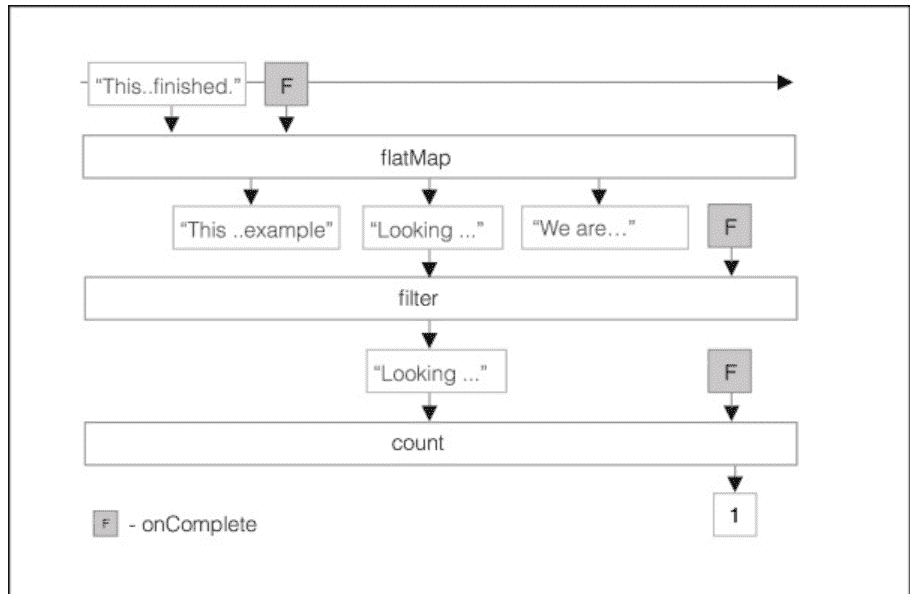 “This..finished.” F
flatMap
“This ..example” “Looking ...” “We are…” F
filter
“Looking ...” F
count
1
F - onComplete